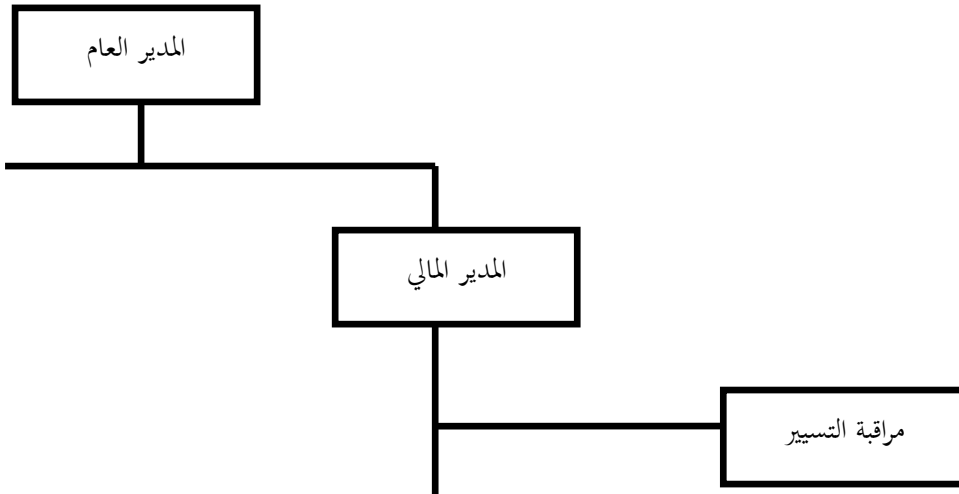 المدير العام
المدير المالي
مراقبة التسيير